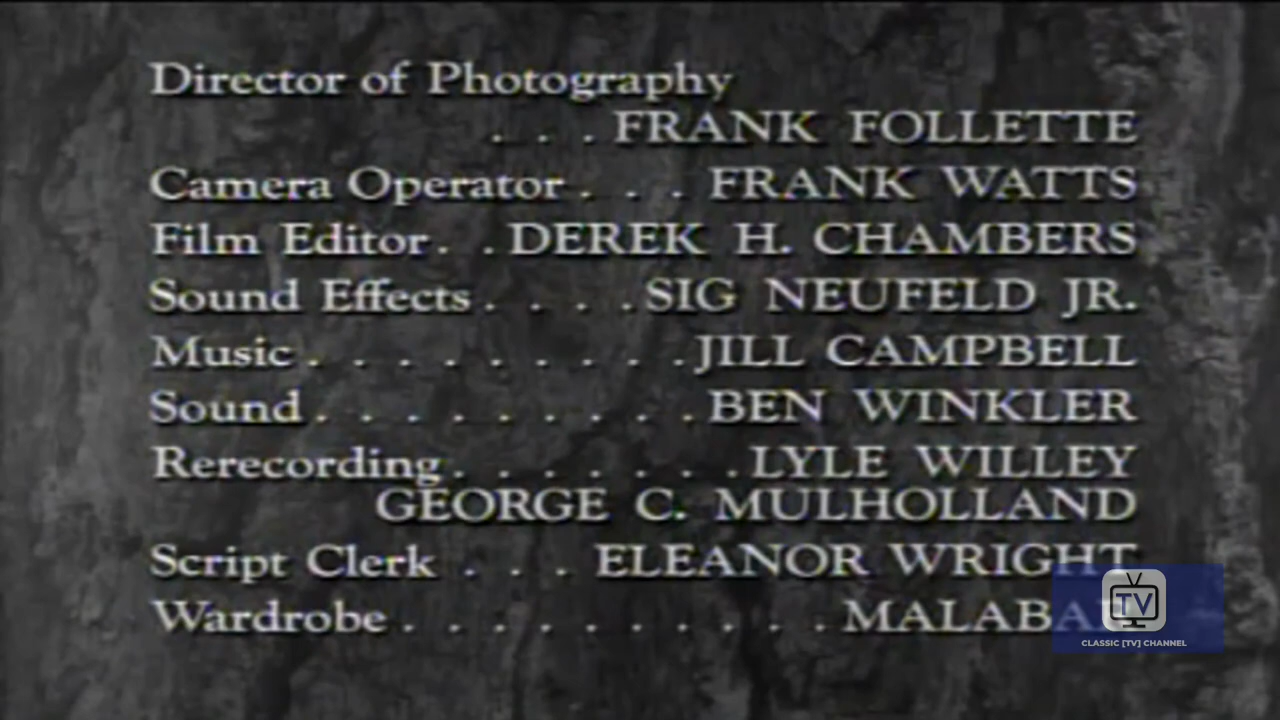 Director of Photography
. . . FRANK FOLLETTE
Camera Operator . . . FRANK WATTS
Film Editor . . DEREK H. CHAMBERS
Sound Effects . . . . SIG NEUFELD JR.
Music . . . . . . . . . JILL CAMPBELL
Sound . . . . . . . . . BEN WINKLER
Rerecording . . . . . . . LYLE WILLEY
GEORGE C. MULHOLLAND
Script Clerk . . . ELEANOR WRIGHT
Wardrobe . . . . . . . . . .
TV
CLASSIC [TV] CHANNEL